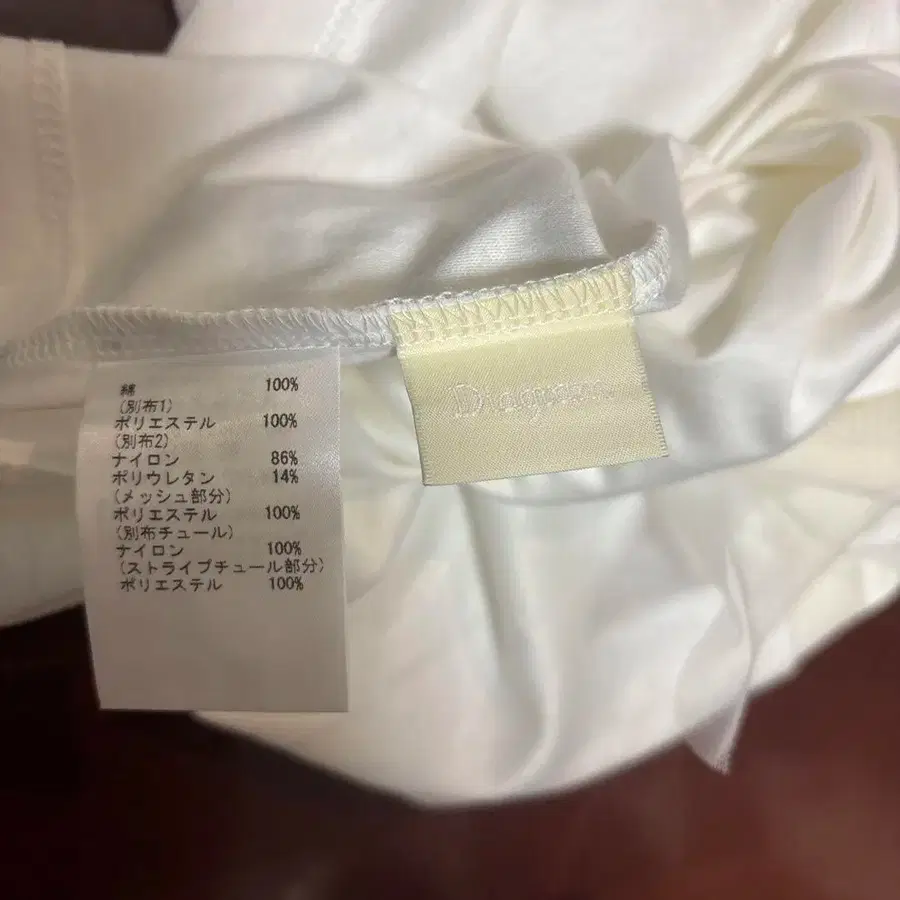 綿 100%
(別布1)
ポリエステル 100%
(別布2)
ナイロン 86%
ポリウレタン 14%
(メッシュ部分)
ポリエステル 100%
(別布チュール)
ナイロン 100%
(ストライプチュール部分)
ポリエステル 100%
Diagram